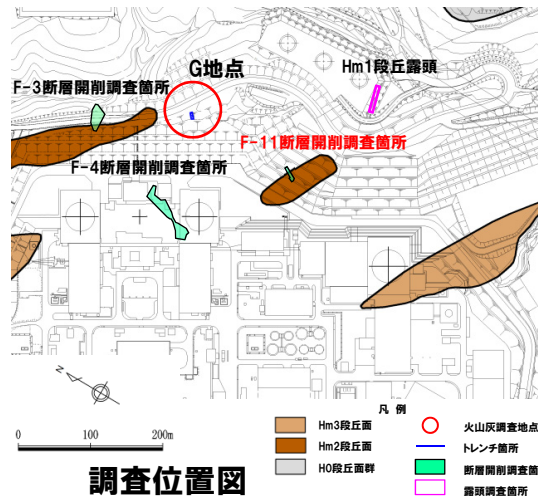 G地点
Hm1段丘露頭
F-3断層開削調査箇所
F-11断層開削調査箇所
F-4断層開削調査箇所
N
0 100 200m
調査位置図
凡 例
Hm3段丘面
Hm2段丘面
H0段丘面群
火山灰調査地点
トレンチ箇所
断層開削調査箇
露頭調査箇所